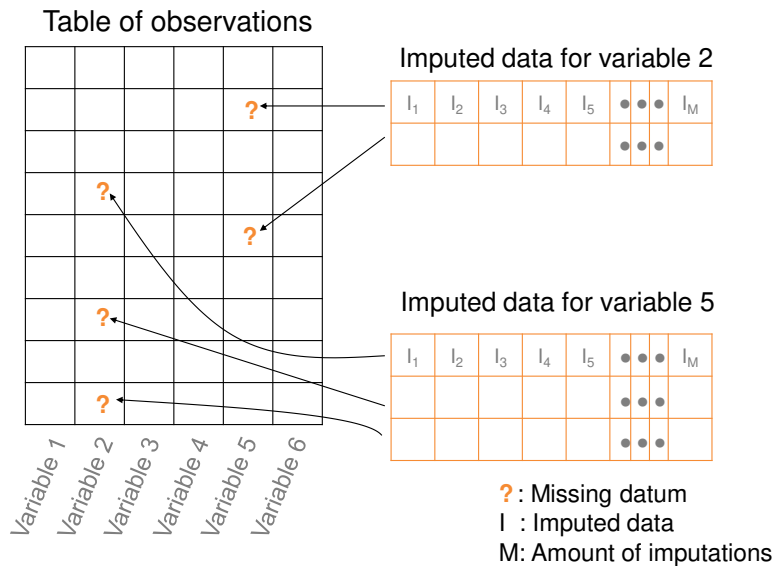 Table of observations
Imputed data for variable 2
I1 I2 I3 I4 I5 ●●● IM
●●●
?
?
?
?
?
Imputed data for variable 5
I1 I2 I3 I4 I5 ●●● IM
●●●
●●●
Variable 1
Variable 2
Variable 3
Variable 4
Variable 5
Variable 6
?: Missing datum
I : Imputed data
M: Amount of imputations